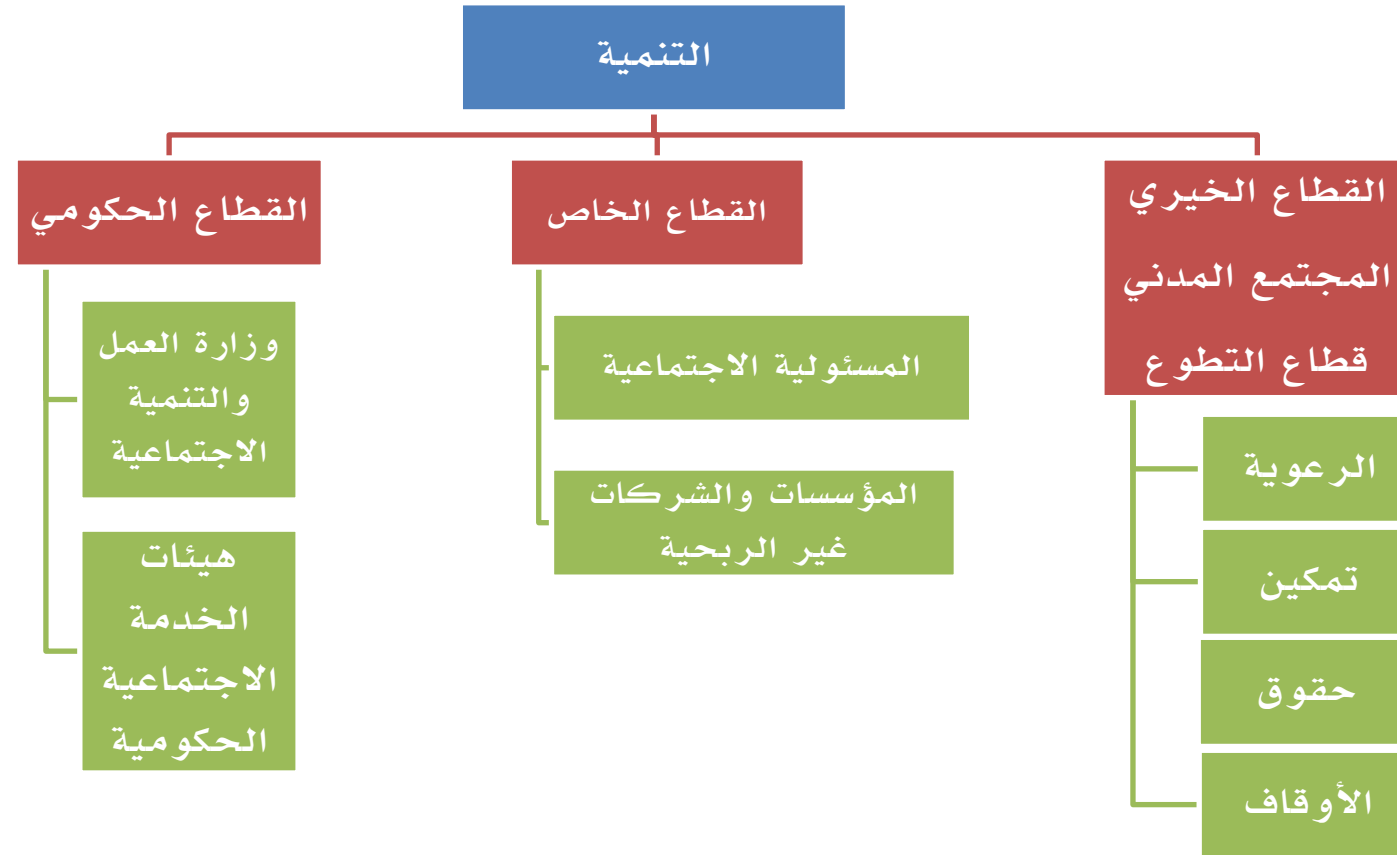 التنمية
القطاع الخيري
المجتمع المدني
قطاع التطوع
الرعوية
تمكين
حقوق
الأوقاف
القطاع الخاص
المسئولية الاجتماعية
المؤسسات والشركات
غير الربحية
القطاع الحكومي
وزارة العمل
والتنمية
الاجتماعية
هيئات
الخدمة
الاجتماعية
الحكومية